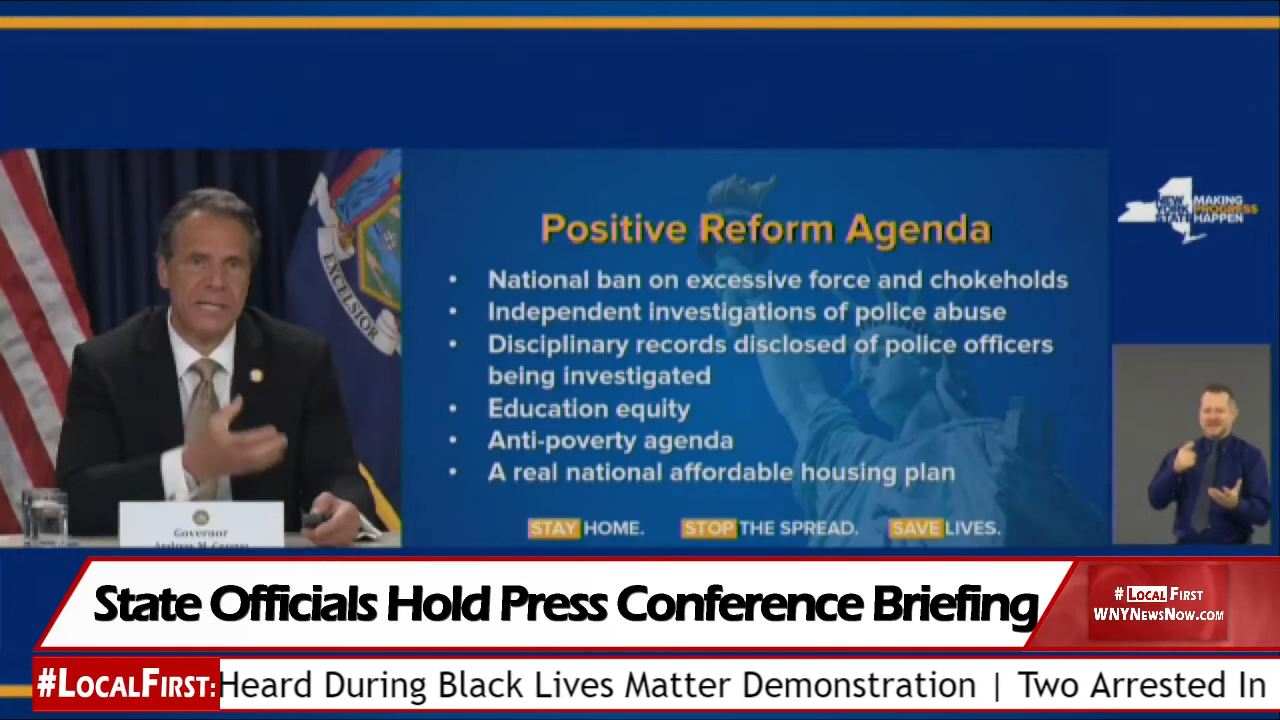 EXCELSIOR
Governor
Andrew M. Cuomo
Positive Reform Agenda
• National ban on excessive force and chokeholds
• Independent investigations of police abuse
• Disciplinary records disclosed of police officers
being investigated
• Education equity
• Anti-poverty agenda
• A real national affordable housing plan
STAY HOME. STOP THE SPREAD. SAVE LIVES.
NEW YORK STATE
MAKING
PROGRESS
HAPPEN
State Officials Hold Press Conference Briefing
#LOCALFIRST
WNYNEWSNOW.COM
#LOCALFIRST:
Heard During Black Lives Matter Demonstration | Two Arrested In